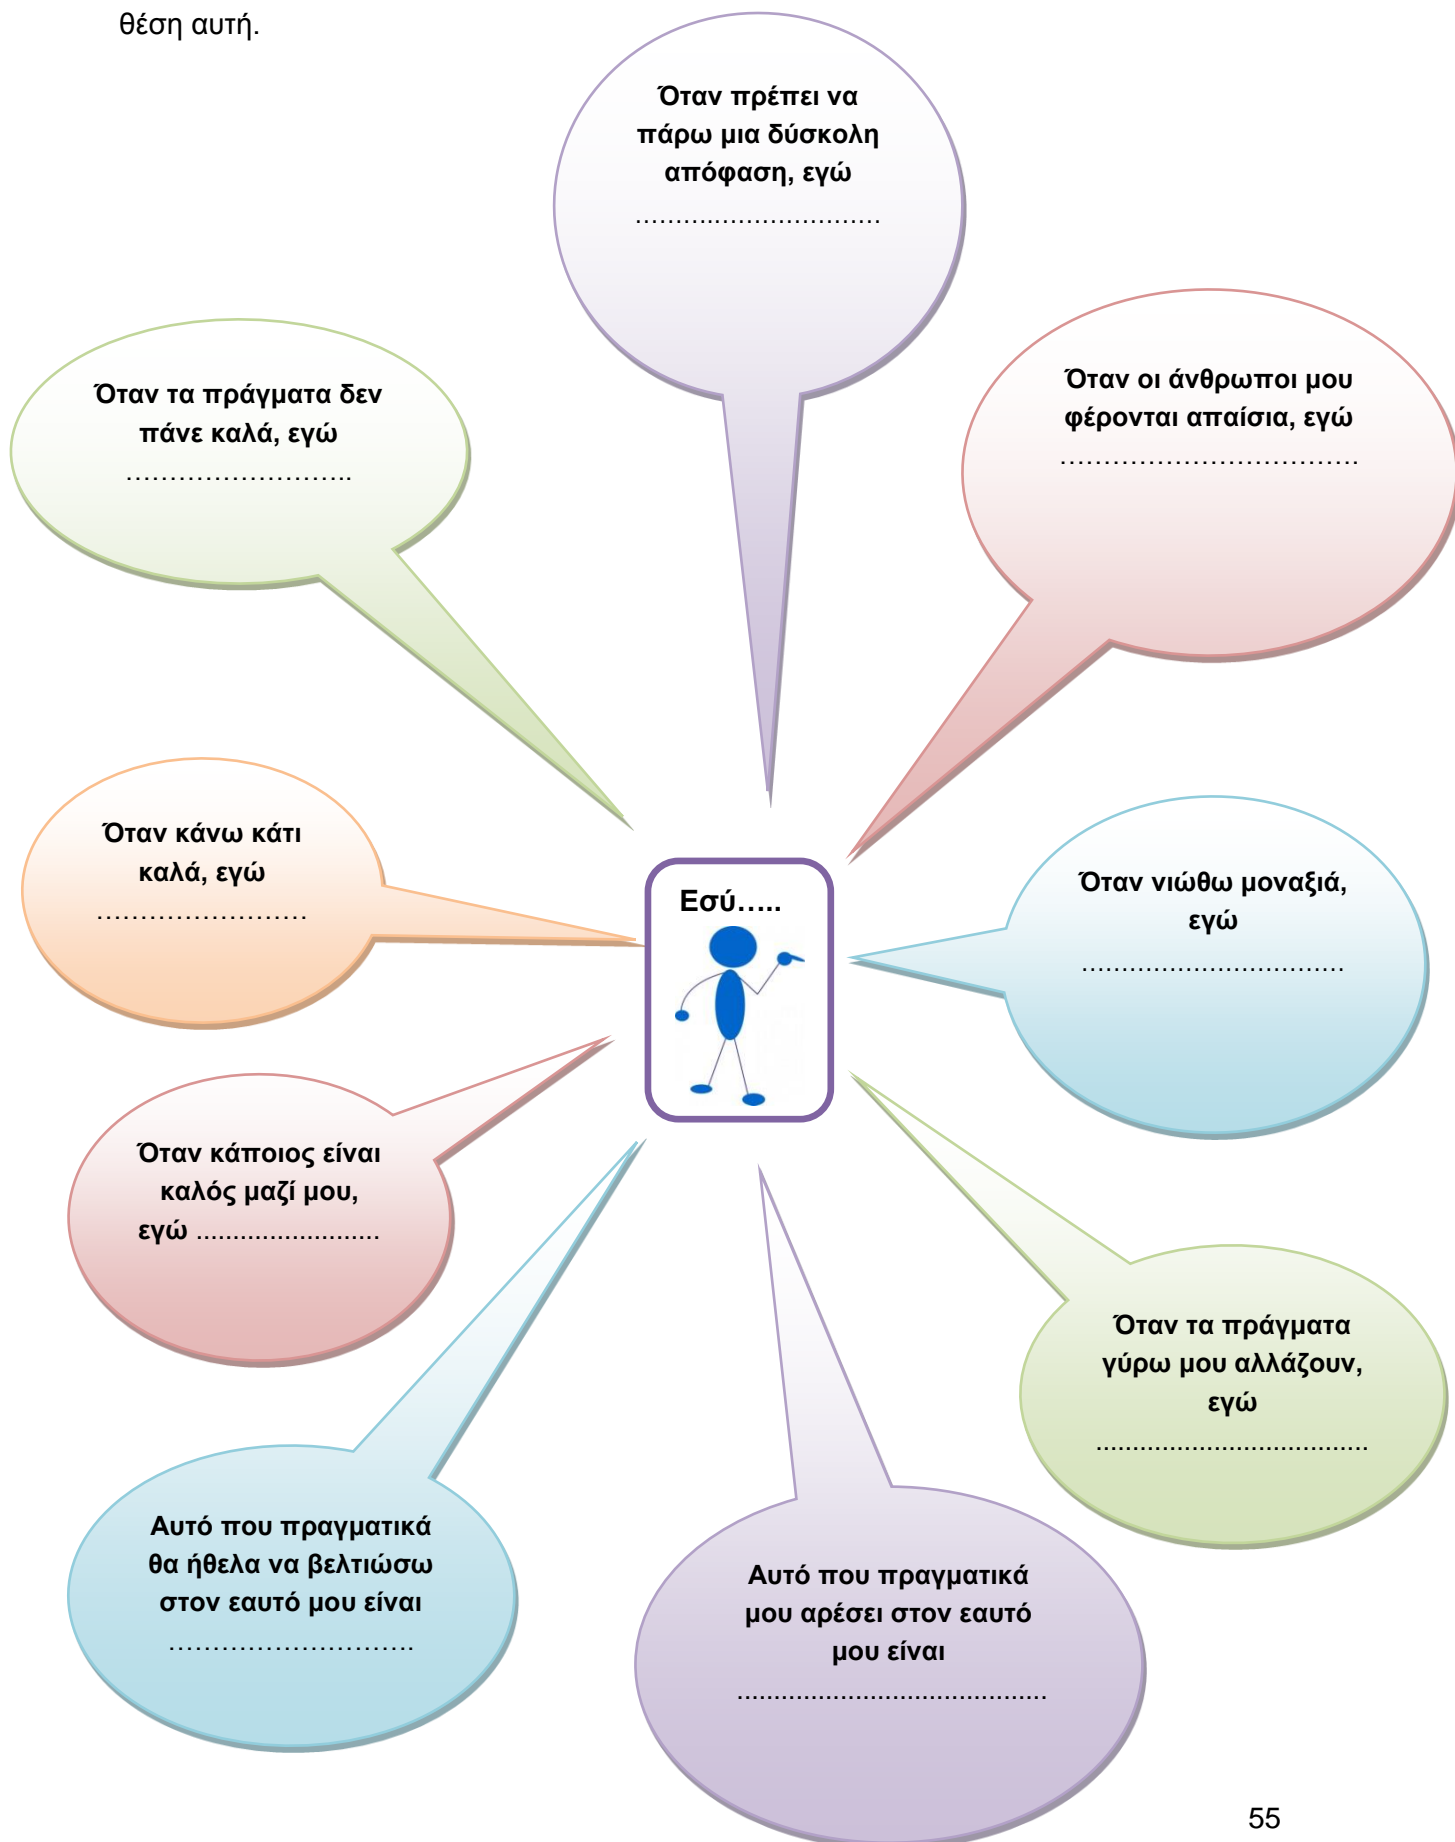 θέση αυτή.
Όταν πρέπει να
πάρω μια δύσκολη
απόφαση, εγώ
…….…..………………….
Όταν οι άνθρωποι μου
φέρονται απαίσια, εγώ
…………………………….
Όταν τα πράγματα δεν
πάνε καλά, εγώ
……………………..
Όταν κάνω κάτι
καλά, εγώ
……………………
Εσύ…..
Όταν νιώθω μοναξιά,
εγώ
……………………………
Όταν κάποιος είναι
καλός μαζί μου,
εγώ .........................
Όταν τα πράγματα
γύρω μου αλλάζουν,
εγώ
.....................................
Αυτό που πραγματικά
θα ήθελα να βελτιώσω
στον εαυτό μου είναι
……………………….
Αυτό που πραγματικά
μου αρέσει στον εαυτό
μου είναι
..........................................
55